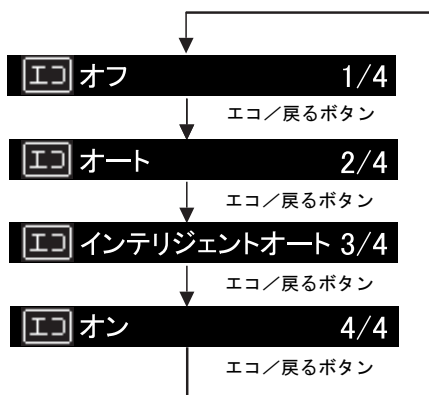 エコ オフ 1/4
エコ／戻るボタン
エコ オート 2/4
エコ／戻るボタン
エコ インテリジェントオート 3/4
エコ／戻るボタン
エコ オン 4/4
エコ／戻るボタン